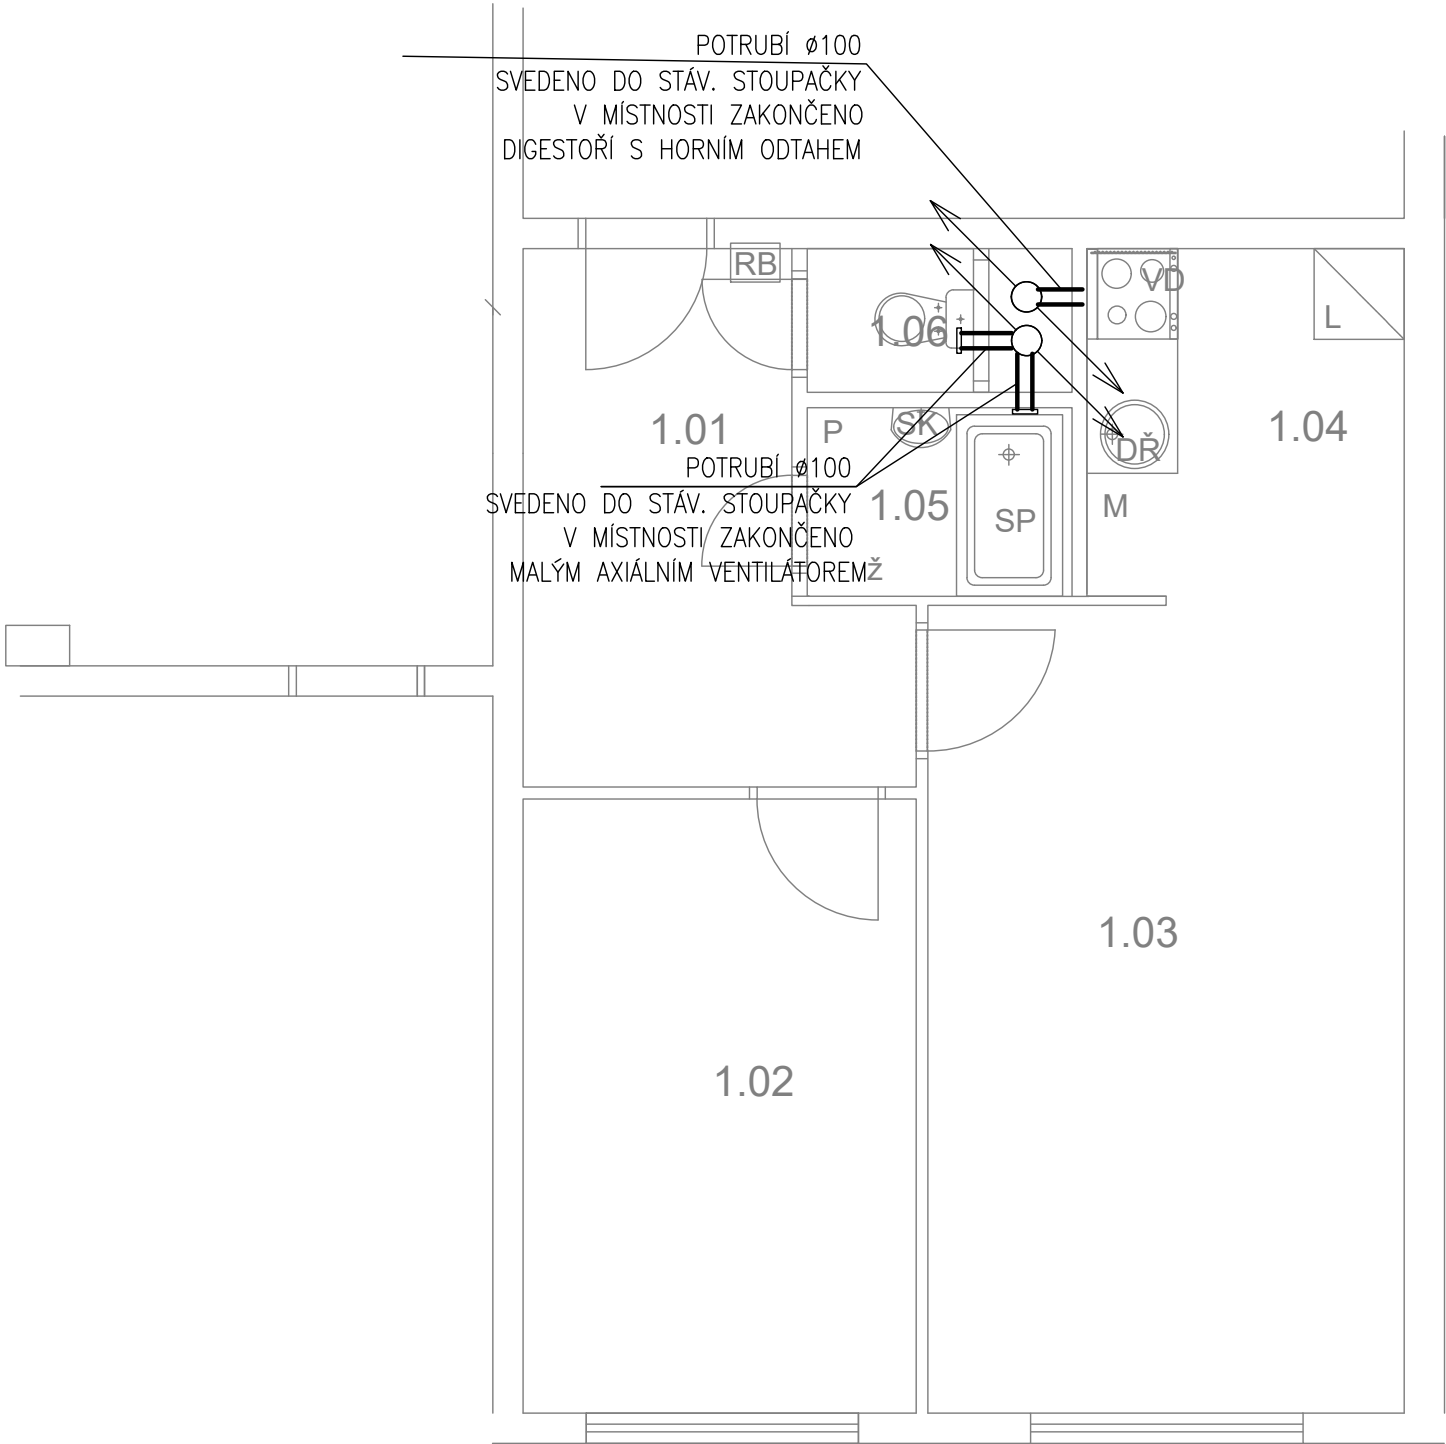 POTRUBÍ ø100
SVEDENO DO STÁV. STOUPAČKY
V MÍSTNOSTI ZAKONČENO
DIGESTOŘÍ S HORNÍM ODTAHEM
RB
VD
L
1.06
1.01
P
SK
1.04
DŘ
POTRUBÍ ø100
SVEDENO DO STÁV. STOUPAČKY
V MÍSTNOSTI ZAKONČENO
MALÝM AXIÁLNÍM VENTILÁTOREM
1.05
SP
M
Ž
1.03
1.02